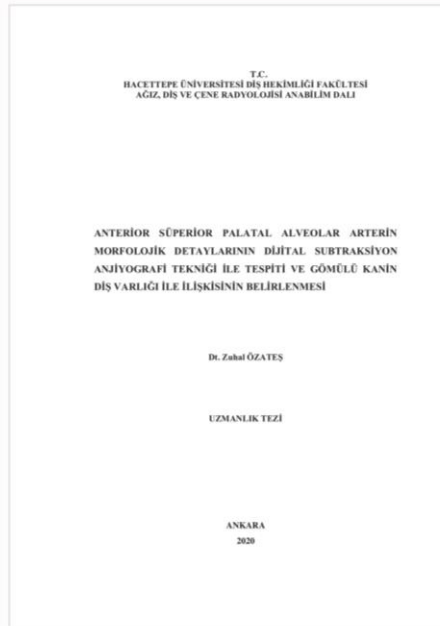 T.C.
HACETTEPE ÜNİVERSİTESİ DİŞ HEKİMLİĞİ FAKÜLTESİ
AĞIZ, DİŞ VE ÇENE RADYOLOJİSİ ANABİLİM DALI
ANTERİOR SÜPERİOR PALATAL ALVEOLAR ARTERİN
MORFOLOJİK DETAYLARININ DİJİTAL SUBTRAKSİYON
ANJİYOGRAFİ TEKNİĞİ İLE TESPİTİ VE GÖMÜLÜ KANİN
DİŞ VARLIĞI İLE İLİŞKİSİNİN BELİRLENMESİ
Dt. Zuhal ÖZATEŞ
UZMANLIK TEZİ
ANKARA
2020